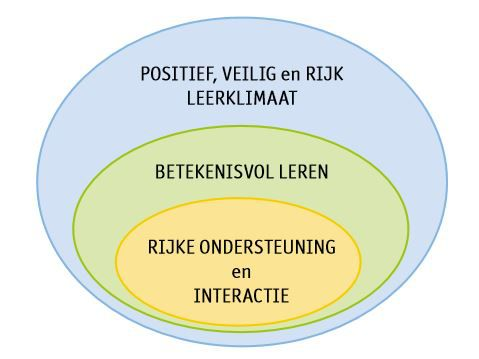 POSITIEF, VEILIG en RIJK
LEERKLIMAAT
BETEKENISVOL LEREN
RIJKE ONDERSTEUNING
en
INTERACTIE